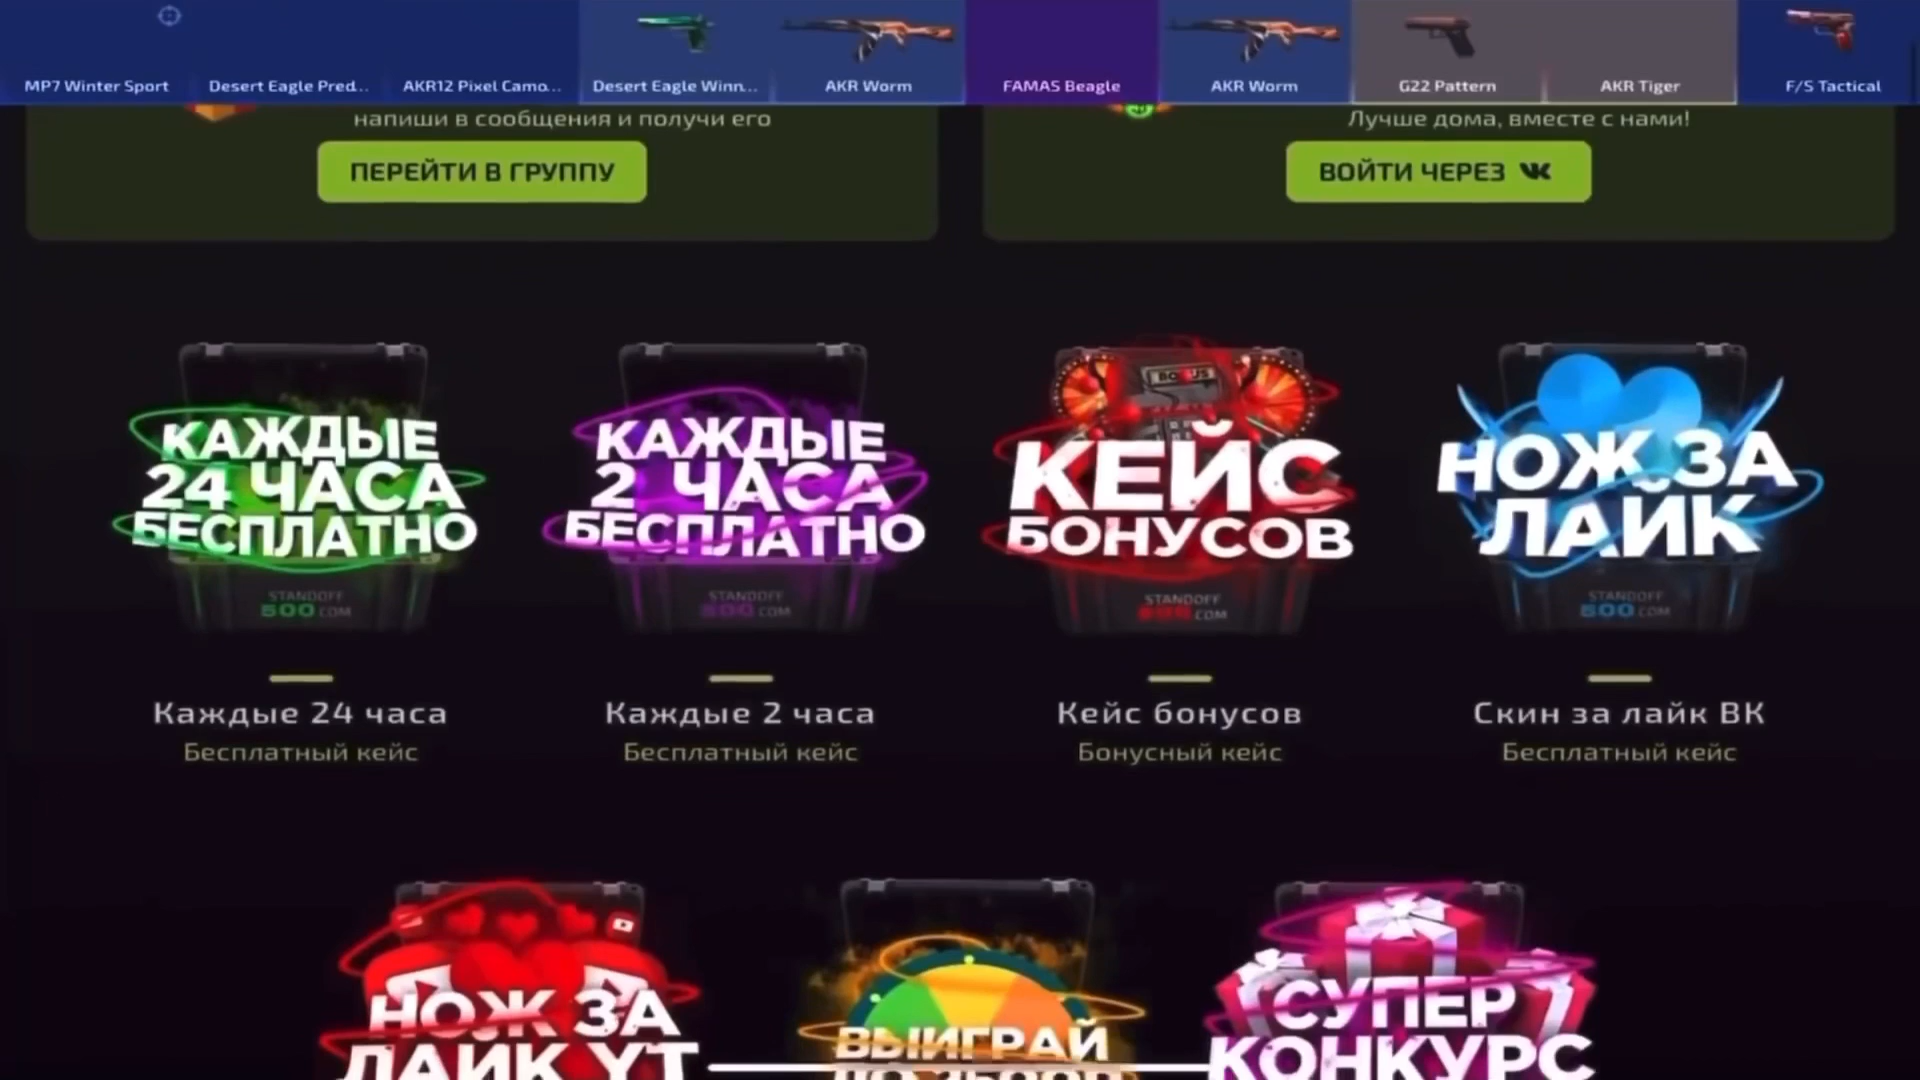 MP7 Winter Sport
Desert Eagle Pred...
AKR12 Pixel Camo...
Desert Eagle Winn...
AKR Worm
FAMAS Beagle
AKR Worm
G22 Pattern
AKR Tiger
F/S Tactical
напиши в сообщения и получи его
ПЕРЕЙТИ В ГРУППУ
Лучше дома, вместе с нами!
ВОЙТИ ЧЕРЕЗ
КАЖДЫЕ
24 ЧАСА
БЕСПЛАТНО
STANDOFF
500.COM
Каждые 24 часа
Бесплатный кейс
КАЖДЫЕ
2 ЧАСА
БЕСПЛАТНО
STANDOFF
500.COM
Каждые 2 часа
Бесплатный кейс
BONUS
КЕЙС
БОНУСОВ
STANDOFF
.COM
Кейс бонусов
Бонусный кейс
НОЖ ЗА
ЛАЙК
STANDOFF
500.COM
Скин за лайк ВК
Бесплатный кейс
НОЖ ЗА
ЛАЙК YT
ВЫИГРАЙ
СУПЕР
КОНКУРС